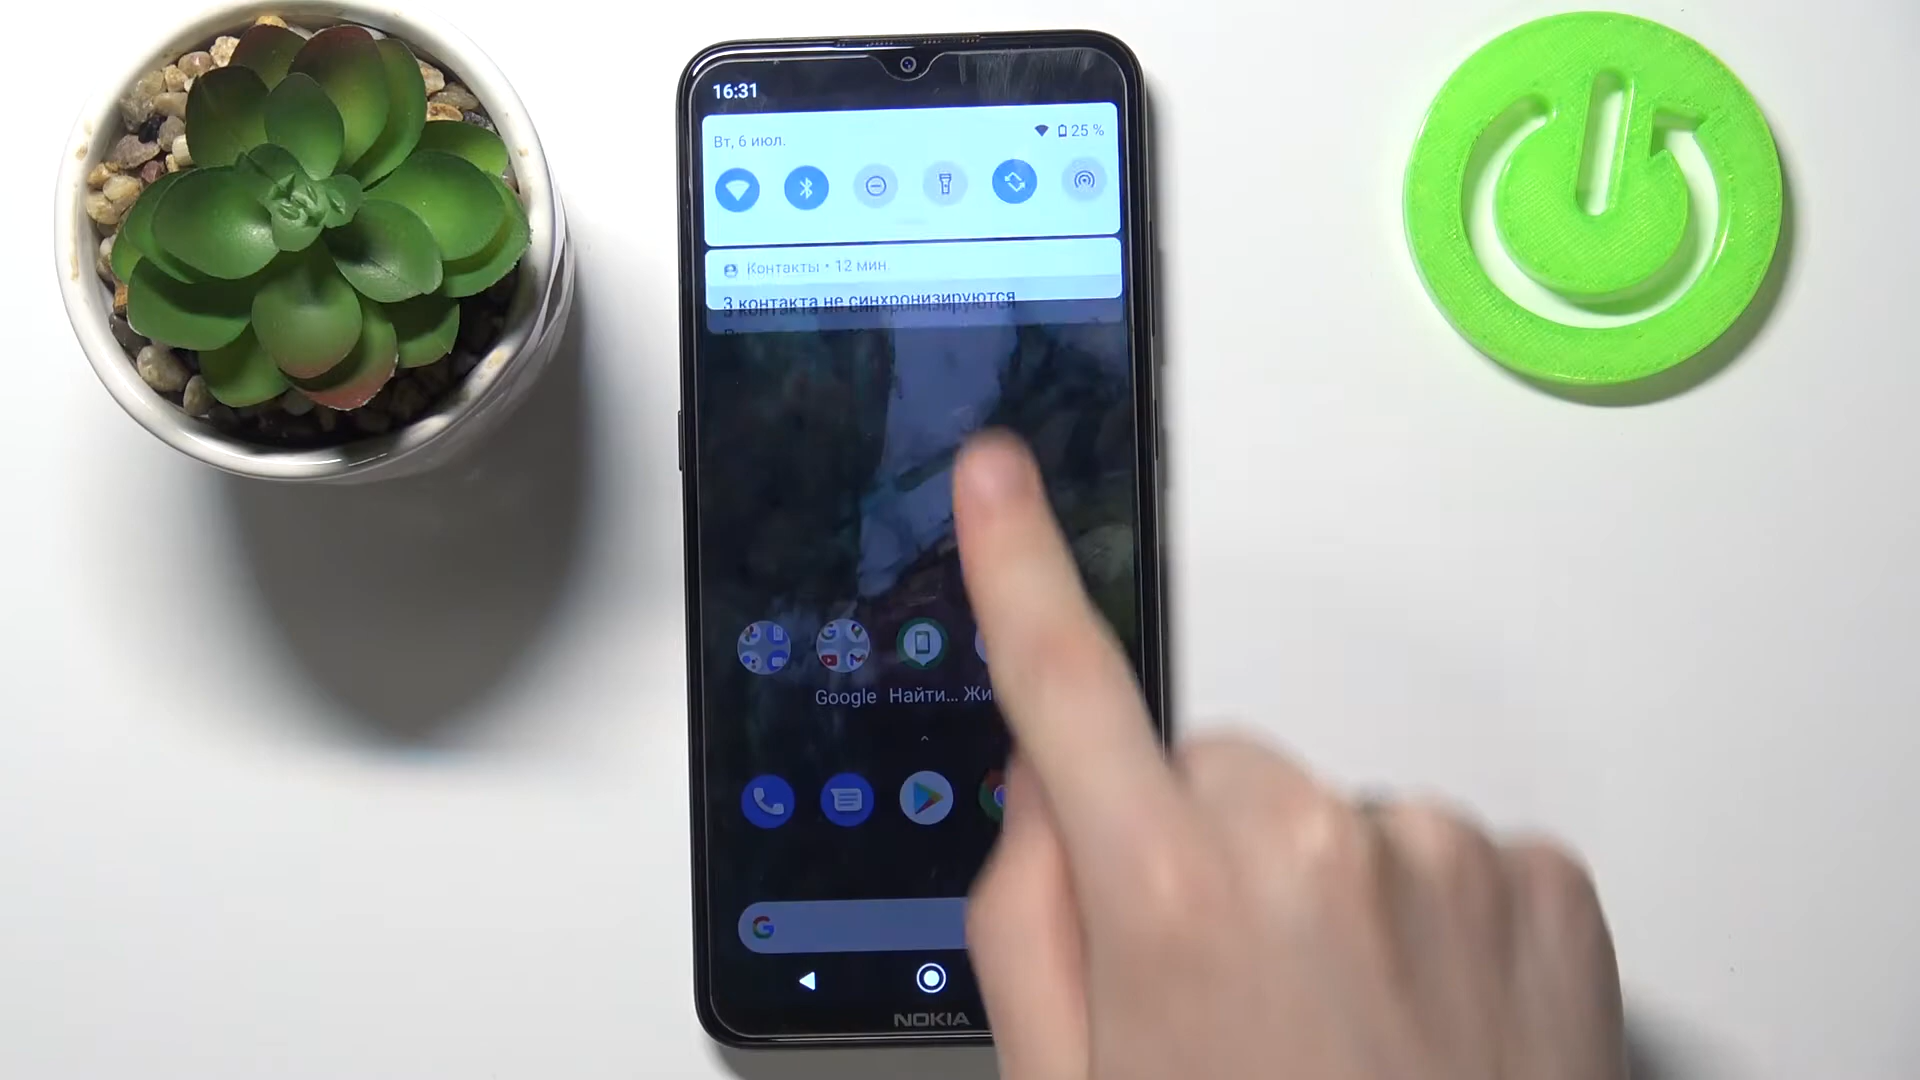 16:31
Вт, 6 июл.
25 %
Контакты • 12 мин.
3 контакта не синхронизируются
Google Найти... Жи
NOKIA